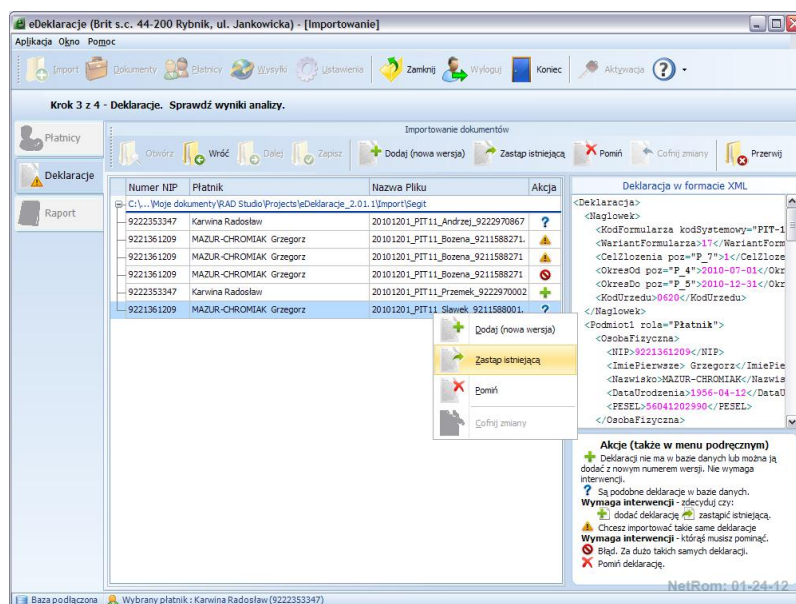 eDeklaracje (Brit s.c. 44-200 Rybnik, ul. Jankowicka) - [Importowanie]
Aplikacja Okno Pomoc
Import Dokumenty Płatnicy Wysyłki Ustawienia Zamknij Wyloguj Koniec Aktywacja
Krok 3 z 4 - Deklaracje. Sprawdź wyniki analizy.
Płatnicy
Deklaracje
Raport
Importowanie dokumentów
Otwórz Wróć Dalej Zapisz Dodaj (nowa wersja) Zastąp istniejącą Pomiń Cofnij zmiany Przerwij
Numer NIP Płatnik Nazwa Pliku Akcja
C:\...\Moje dokumenty\RAD Studio\Projects\eDeklaracje_2.01.1\Import\Segit
9222353347 Karwina Radosław 20101201_PIT11_Andrzej_9222970867 ?
9221361209 MAZUR-CHROMIAK Grzegorz 20101201_PIT11_Bozena_9211588271.
9221361209 MAZUR-CHROMIAK Grzegorz 20101201_PIT11_Bozena_9211588271
9221361209 MAZUR-CHROMIAK Grzegorz 20101201_PIT11_Bozena_9211588271
9222353347 Karwina Radosław 20101201_PIT11_Przemek_9222970002
9221361209 MAZUR-CHROMIAK Grzegorz 20101201_PIT11_Slawek_9211588001. ?
Dodaj (nowa wersja)
Zastąp istniejącą
Pomiń
Cofnij zmiany
Deklaracja w formacie XML
<Deklaracja>
<Naglowek>
<KodFormularza kodSystemowy="PIT-1
<WariantFormularza>17</WariantForm
<CelZlozenia poz="P_7">1</CelZloze
<OkresOd poz="P_4">2010-07-01</Okr
<OkresDo poz="P_5">2010-12-31</Okr
<KodUrzedu>0620</KodUrzedu>
</Naglowek>
<Podmiot1 rola="Płatnik">
<OsobaFizyczna>
<NIP>9221361209</NIP>
<ImiePierwsze> Grzegorz</ImiePie
<Nazwisko>MAZUR-CHROMIAK</Nazwis
<DataUrodzenia>1956-04-12</DataU
<PESEL>56041202990</PESEL>
</OsobaFizyczna>
Akcje (także w menu podręcznym)
Deklaracji nie ma w bazie danych lub można ją
dodać z nowym numerem wersji. Nie wymaga
interwencji.
? Są podobne deklaracje w bazie danych.
Wymaga interwencji - zdecyduj czy:
dodać deklarację zastąpić istniejącą.
Chcesz importować takie same deklaracje
Wymaga interwencji - którąś musisz pominąć.
Błąd. Za dużo takich samych deklaracji.
Pomiń deklarację.
NetRom: 01-24-12
Baza podłączona Wybrany płatnik: Karwina Radosław (9222353347)